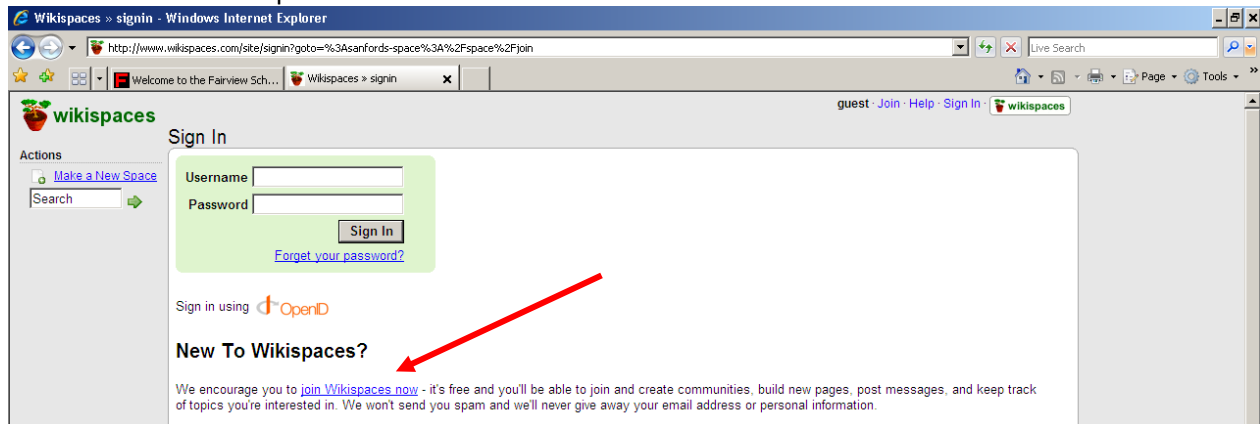 Wikispaces » signin - Windows Internet Explorer
http://www.wikispaces.com/site/signin?goto=%3Asanfords-space%3A%2Fspace%2Fjoin
Live Search
Welcome to the Fairview Sch...
Wikispaces » signin
Page
Tools
»
wikispaces
guest · Join · Help · Sign In ·
wikispaces
Sign In
Actions
Make a New Space
Search
Username
Password
Sign In
Forget your password?
Sign in using OpenID
New To Wikispaces?
We encourage you to join Wikispaces now - it's free and you'll be able to join and create communities, build new pages, post messages, and keep track
of topics you're interested in. We won't send you spam and we'll never give away your email address or personal information.